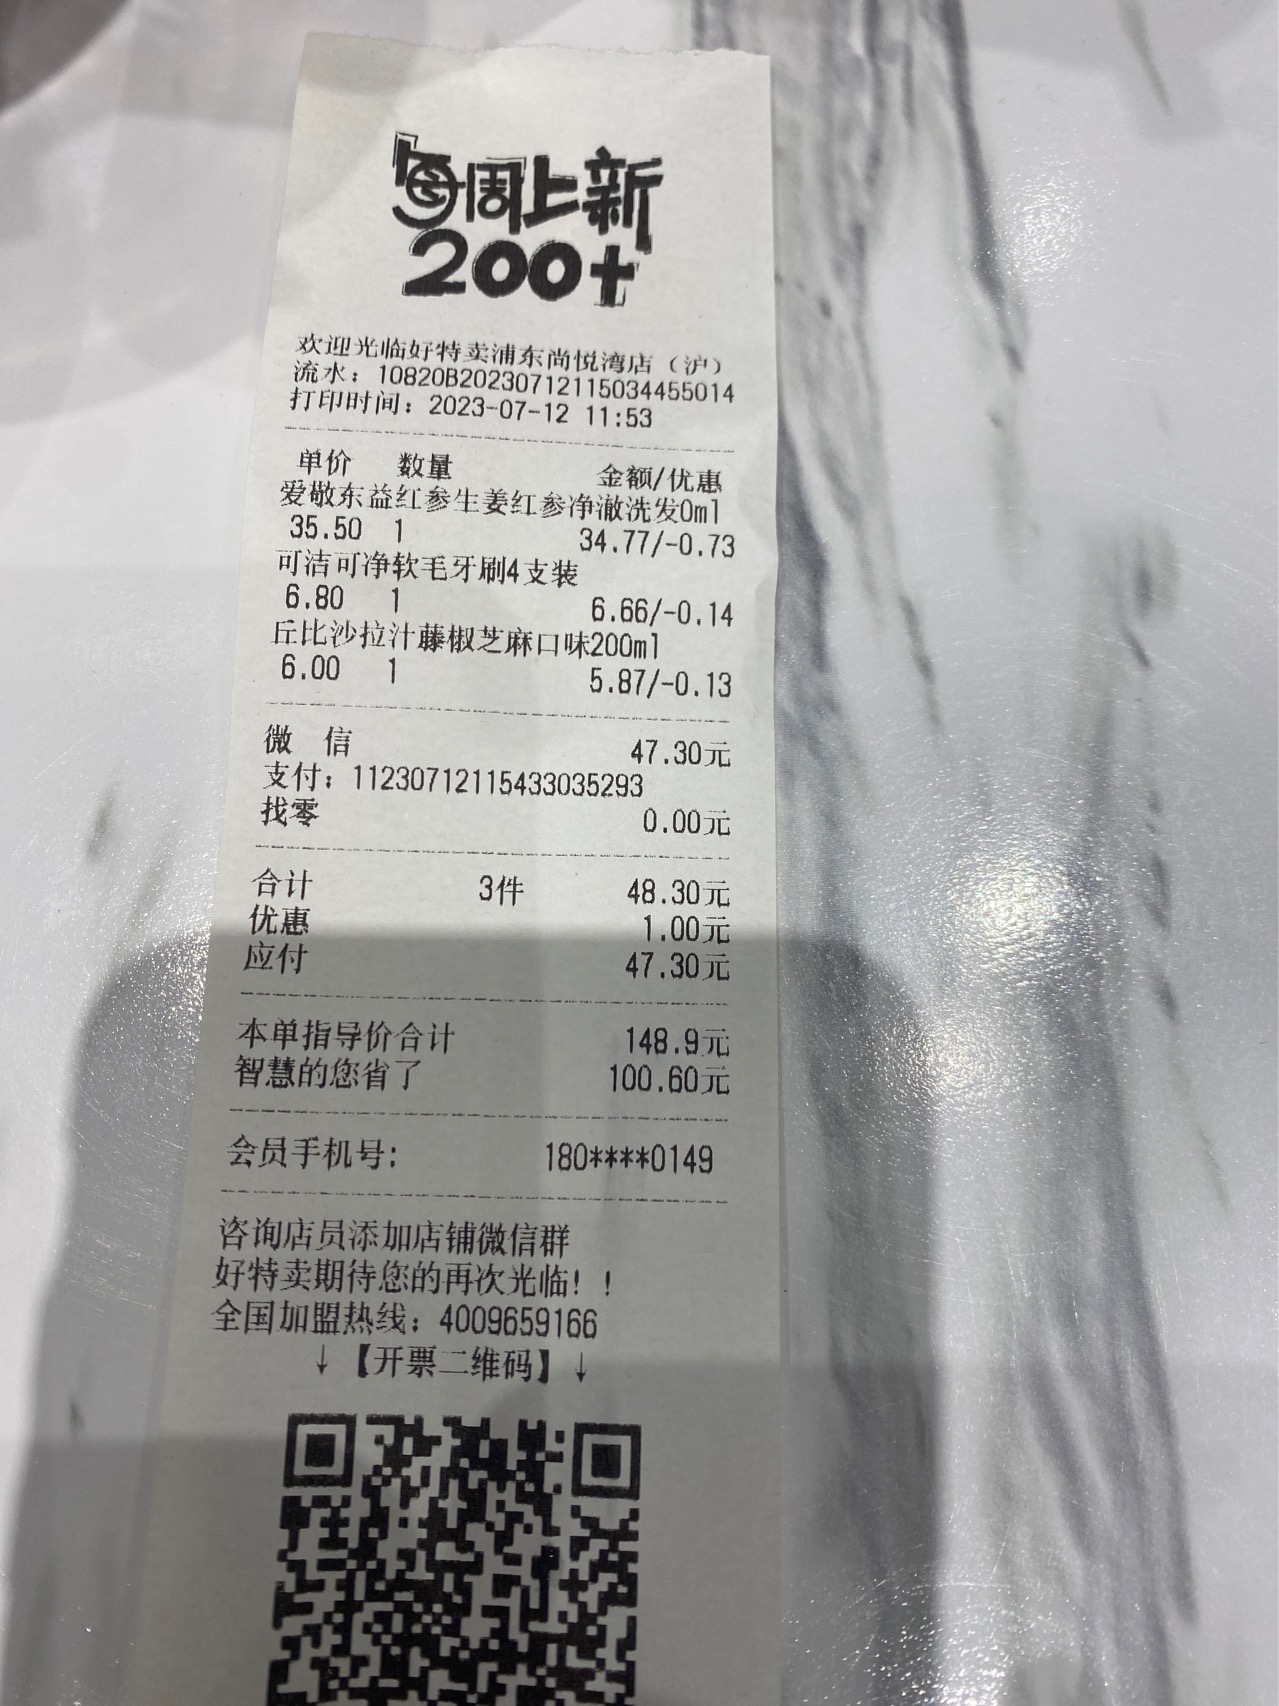 每周上新
200+
欢迎光临好特卖浦东尚悦湾店（沪）
流水：10820B20230712115034455014
打印时间：2023-07-12 11:53
单价 数量 金额/优惠
爱敬东益红参生姜红参净澈洗发0ml
35.50 1 34.77/-0.73
可洁可净软毛牙刷4支装
6.80 1 6.66/-0.14
丘比沙拉汁藤椒芝麻口味200ml
6.00 1 5.87/-0.13
微 信 47.30元
支付：11230712115433035293
找零 0.00元
合计 3件 48.30元
优惠 1.00元
应付 47.30元
本单指导价合计 148.9元
智慧的您省了 100.60元
会员手机号： 180****0149
咨询店员添加店铺微信群
好特卖期待您的再次光临！！
全国加盟热线：4009659166
↓【开票二维码】↓